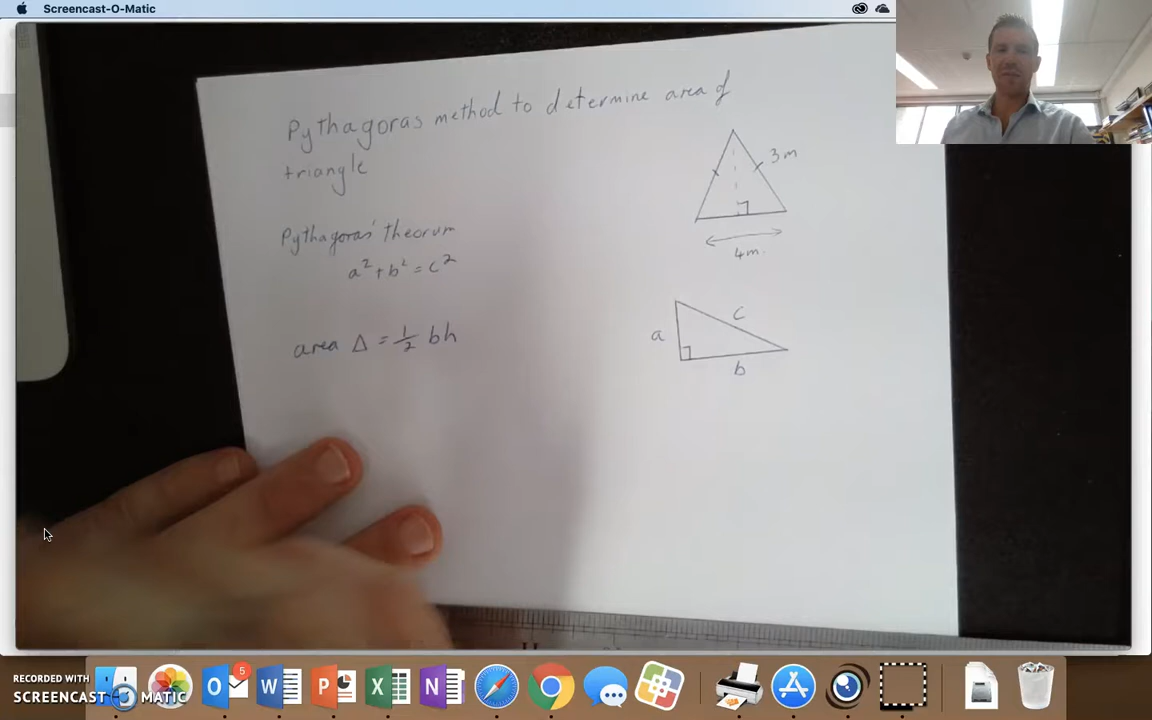 Screencast-O-Matic
Pythagoras method to determine area of
triangle
3m
4m.
Pythagoras' theorum
a² + b² = c²
a
c
b
area Δ = ½ bh
RECORDED WITH
SCREENCAST-O-MATIC
5
O
W
P
X
N